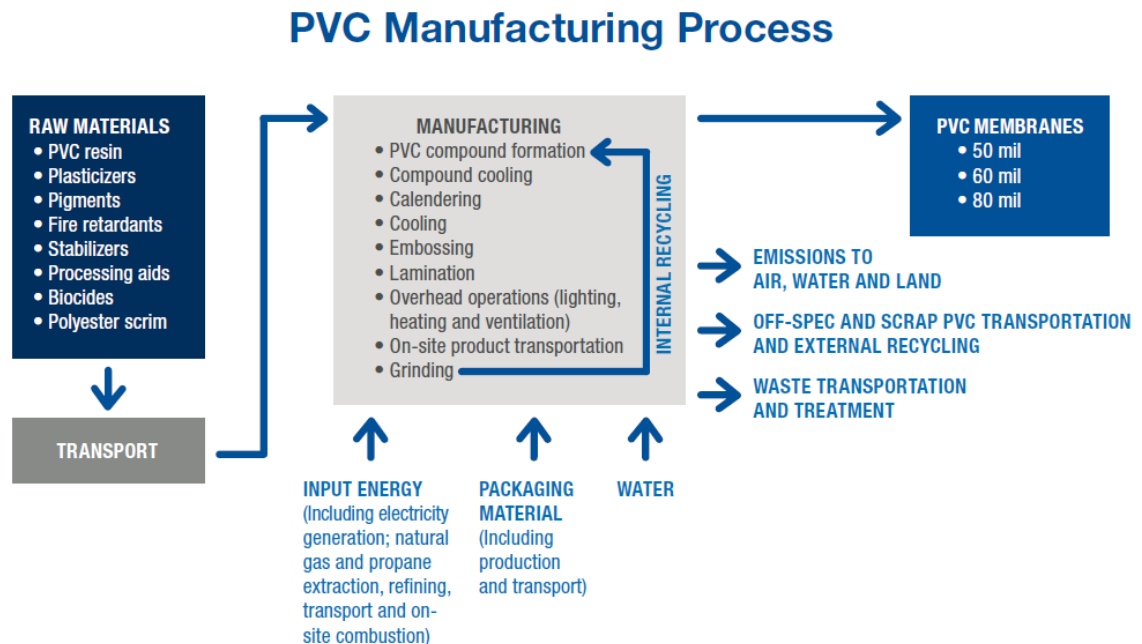 PVC Manufacturing Process
RAW MATERIALS
• PVC resin
• Plasticizers
• Pigments
• Fire retardants
• Stabilizers
• Processing aids
• Biocides
• Polyester scrim
TRANSPORT
MANUFACTURING
• PVC compound formation
• Compound cooling
• Calendering
• Cooling
• Embossing
• Lamination
• Overhead operations (lighting,
heating and ventilation)
• On-site product transportation
• Grinding
INTERNAL RECYCLING
INPUT ENERGY
(Including electricity
generation; natural
gas and propane
extraction, refining,
transport and on-
site combustion)
PACKAGING
MATERIAL
(Including
production
and transport)
WATER
PVC MEMBRANES
• 50 mil
• 60 mil
• 80 mil
EMISSIONS TO
AIR, WATER AND LAND
OFF-SPEC AND SCRAP PVC TRANSPORTATION
AND EXTERNAL RECYCLING
WASTE TRANSPORTATION
AND TREATMENT